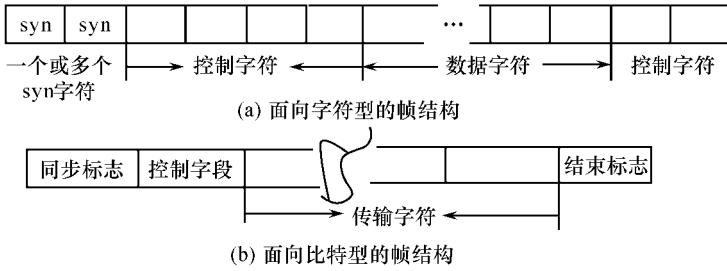 syn syn ...
控制字符 数据字符 控制字符
一个或多个
syn字符
(a) 面向字符型的帧结构
同步标志 控制字段 结束标志
传输字符
(b) 面向比特型的帧结构